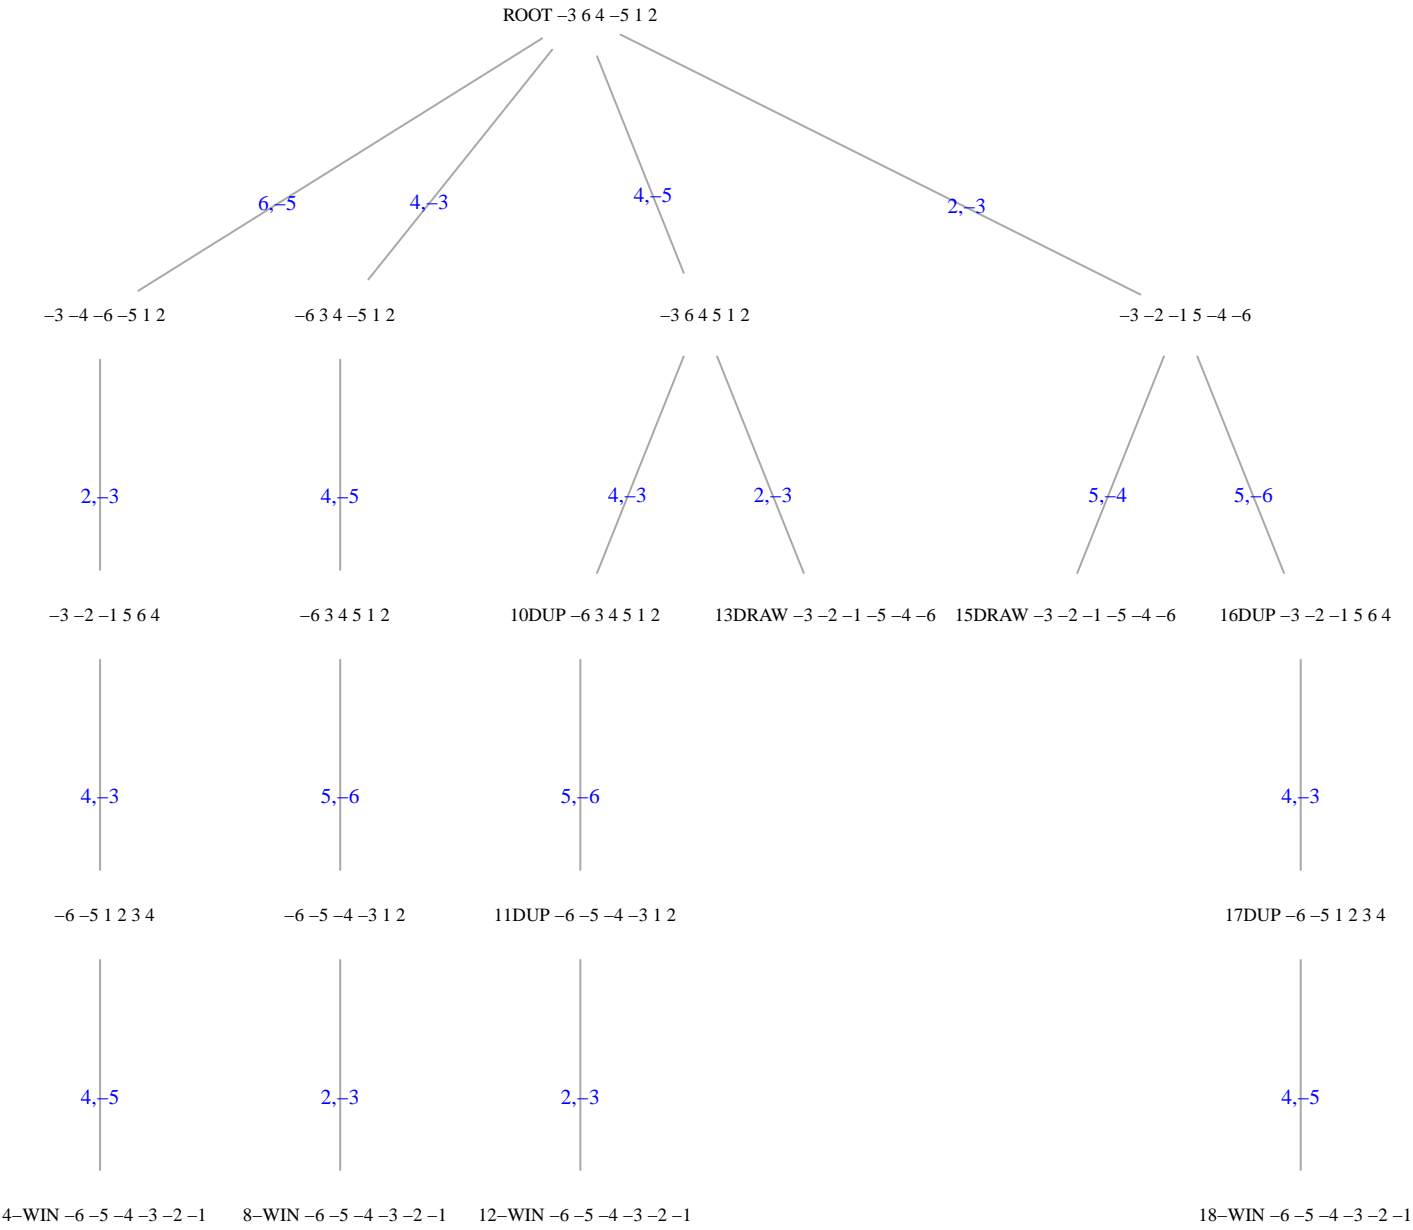 ROOT –3 6 4 –5 1 2
6,–5
4,–3
4,–5
2,–3
–3 –4 –6 –5 1 2
–6 3 4 –5 1 2
–3 6 4 5 1 2
–3 –2 –1 5 –4 –6
2,–3
4,–5
4,–3
2,–3
5,–4
5,–6
–3 –2 –1 5 6 4
–6 3 4 5 1 2
10DUP –6 3 4 5 1 2
13DRAW –3 –2 –1 –5 –4 –6
15DRAW –3 –2 –1 –5 –4 –6
16DUP –3 –2 –1 5 6 4
4,–3
5,–6
5,–6
4,–3
–6 –5 1 2 3 4
–6 –5 –4 –3 1 2
11DUP –6 –5 –4 –3 1 2
17DUP –6 –5 1 2 3 4
4,–5
2,–3
2,–3
4,–5
4–WIN –6 –5 –4 –3 –2 –1
8–WIN –6 –5 –4 –3 –2 –1
12–WIN –6 –5 –4 –3 –2 –1
18–WIN –6 –5 –4 –3 –2 –1